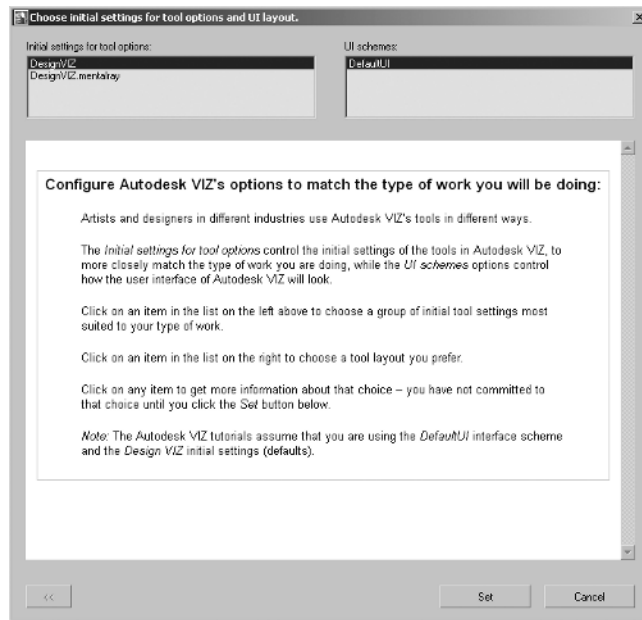 Choose initial settings for tool options and UI layout.
Initial settings for tool options:
UI schemes:
DesignVIZ
DesignVIZ.mentalray
DefaultUI
Configure Autodesk VIZ's options to match the type of work you will be doing:
Artists and designers in different industries use Autodesk VIZ's tools in different ways.
The Initial settings for tool options control the initial settings of the tools in Autodesk VIZ, to
more closely match the type of work you are doing, while the UI schemes options control
how the user interface of Autodesk VIZ will look.
Click on an item in the list on the left above to choose a group of initial tool settings most
suited to your type of work.
Click on an item in the list on the right to choose a tool layout you prefer.
Click on any item to get more information about that choice – you have not committed to
that choice until you click the Set button below.
Note: The Autodesk VIZ tutorials assume that you are using the DefaultUI interface scheme
and the Design VIZ initial settings (defaults).
<< Set Cancel